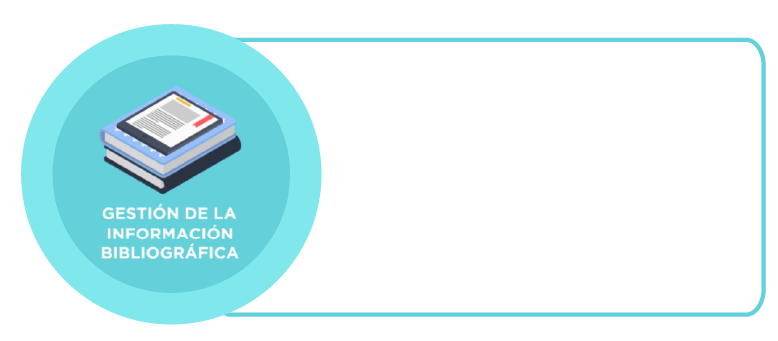 GESTIÓN DE LA
INFORMACIÓN
BIBLIOGRÁFICA